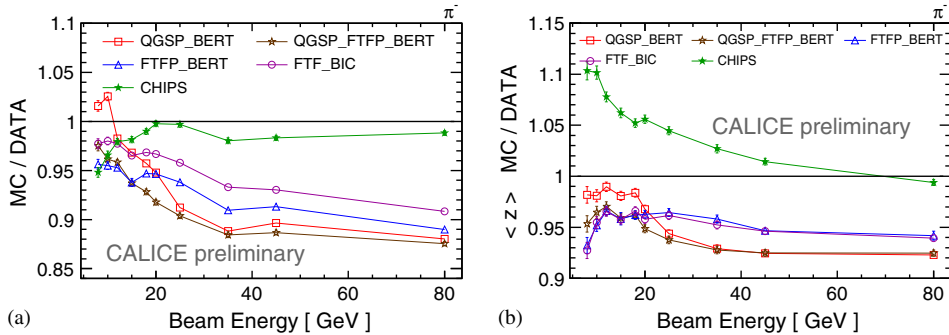 π⁻
MC / DATA
1.1
1.05
1
0.95
0.9
0.85
QGSP_BERT
QGSP_FTFP_BERT
FTFP_BERT
FTF_BIC
CHIPS
CALICE preliminary
20
40
60
80
Beam Energy [ GeV ]
(a)
π⁻
< z > MC / DATA
1.15
1.1
1.05
1
0.95
0.9
QGSP_BERT
QGSP_FTFP_BERT
FTFP_BERT
FTF_BIC
CHIPS
CALICE preliminary
20
40
60
80
Beam Energy [ GeV ]
(b)